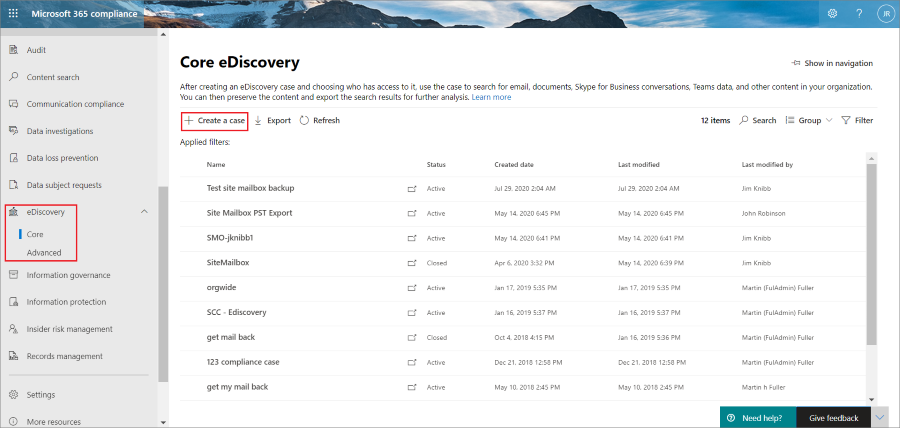 Microsoft 365 compliance
?
JR
Audit
Content search
Communication compliance
Data investigations
Data loss prevention
Data subject requests
eDiscovery
Core
Advanced
Information governance
Information protection
Insider risk management
Records management
Settings
More resources
Core eDiscovery
Show in navigation
After creating an eDiscovery case and choosing who has access to it, use the case to search for email, documents, Skype for Business conversations, Teams data, and other content in your organization.
You can then preserve the content and export the search results for further analysis. Learn more
Create a case Export Refresh 12 items Search Group Filter
Applied filters:
Name Status Created date Last modified Last modified by
Test site mailbox backup Active Jul 29, 2020 2:04 AM Jul 29, 2020 2:04 AM Jim Knibb
Site Mailbox PST Export Active May 14, 2020 6:45 PM May 14, 2020 6:45 PM John Robinson
SMO-jknibb1 Active May 14, 2020 6:41 PM May 14, 2020 6:41 PM Jim Knibb
SiteMailbox Closed Apr 6, 2020 3:32 PM May 14, 2020 6:39 PM Jim Knibb
orgwide Active Jan 17, 2019 5:35 PM Jan 17, 2019 5:35 PM Martin (FulAdmin) Fuller
SCC - Ediscovery Active Jan 16, 2019 5:37 PM Jan 16, 2019 5:37 PM Martin (FulAdmin) Fuller
get mail back Closed Oct 4, 2018 4:15 PM Jan 16, 2019 5:36 PM Martin (FulAdmin) Fuller
123 compliance case Active Dec 21, 2018 12:58 PM Dec 21, 2018 12:58 PM Martin (FulAdmin) Fuller
get my mail back Active May 10, 2018 2:45 PM May 10, 2018 2:45 PM Martin h Fuller
Need help? Give feedback